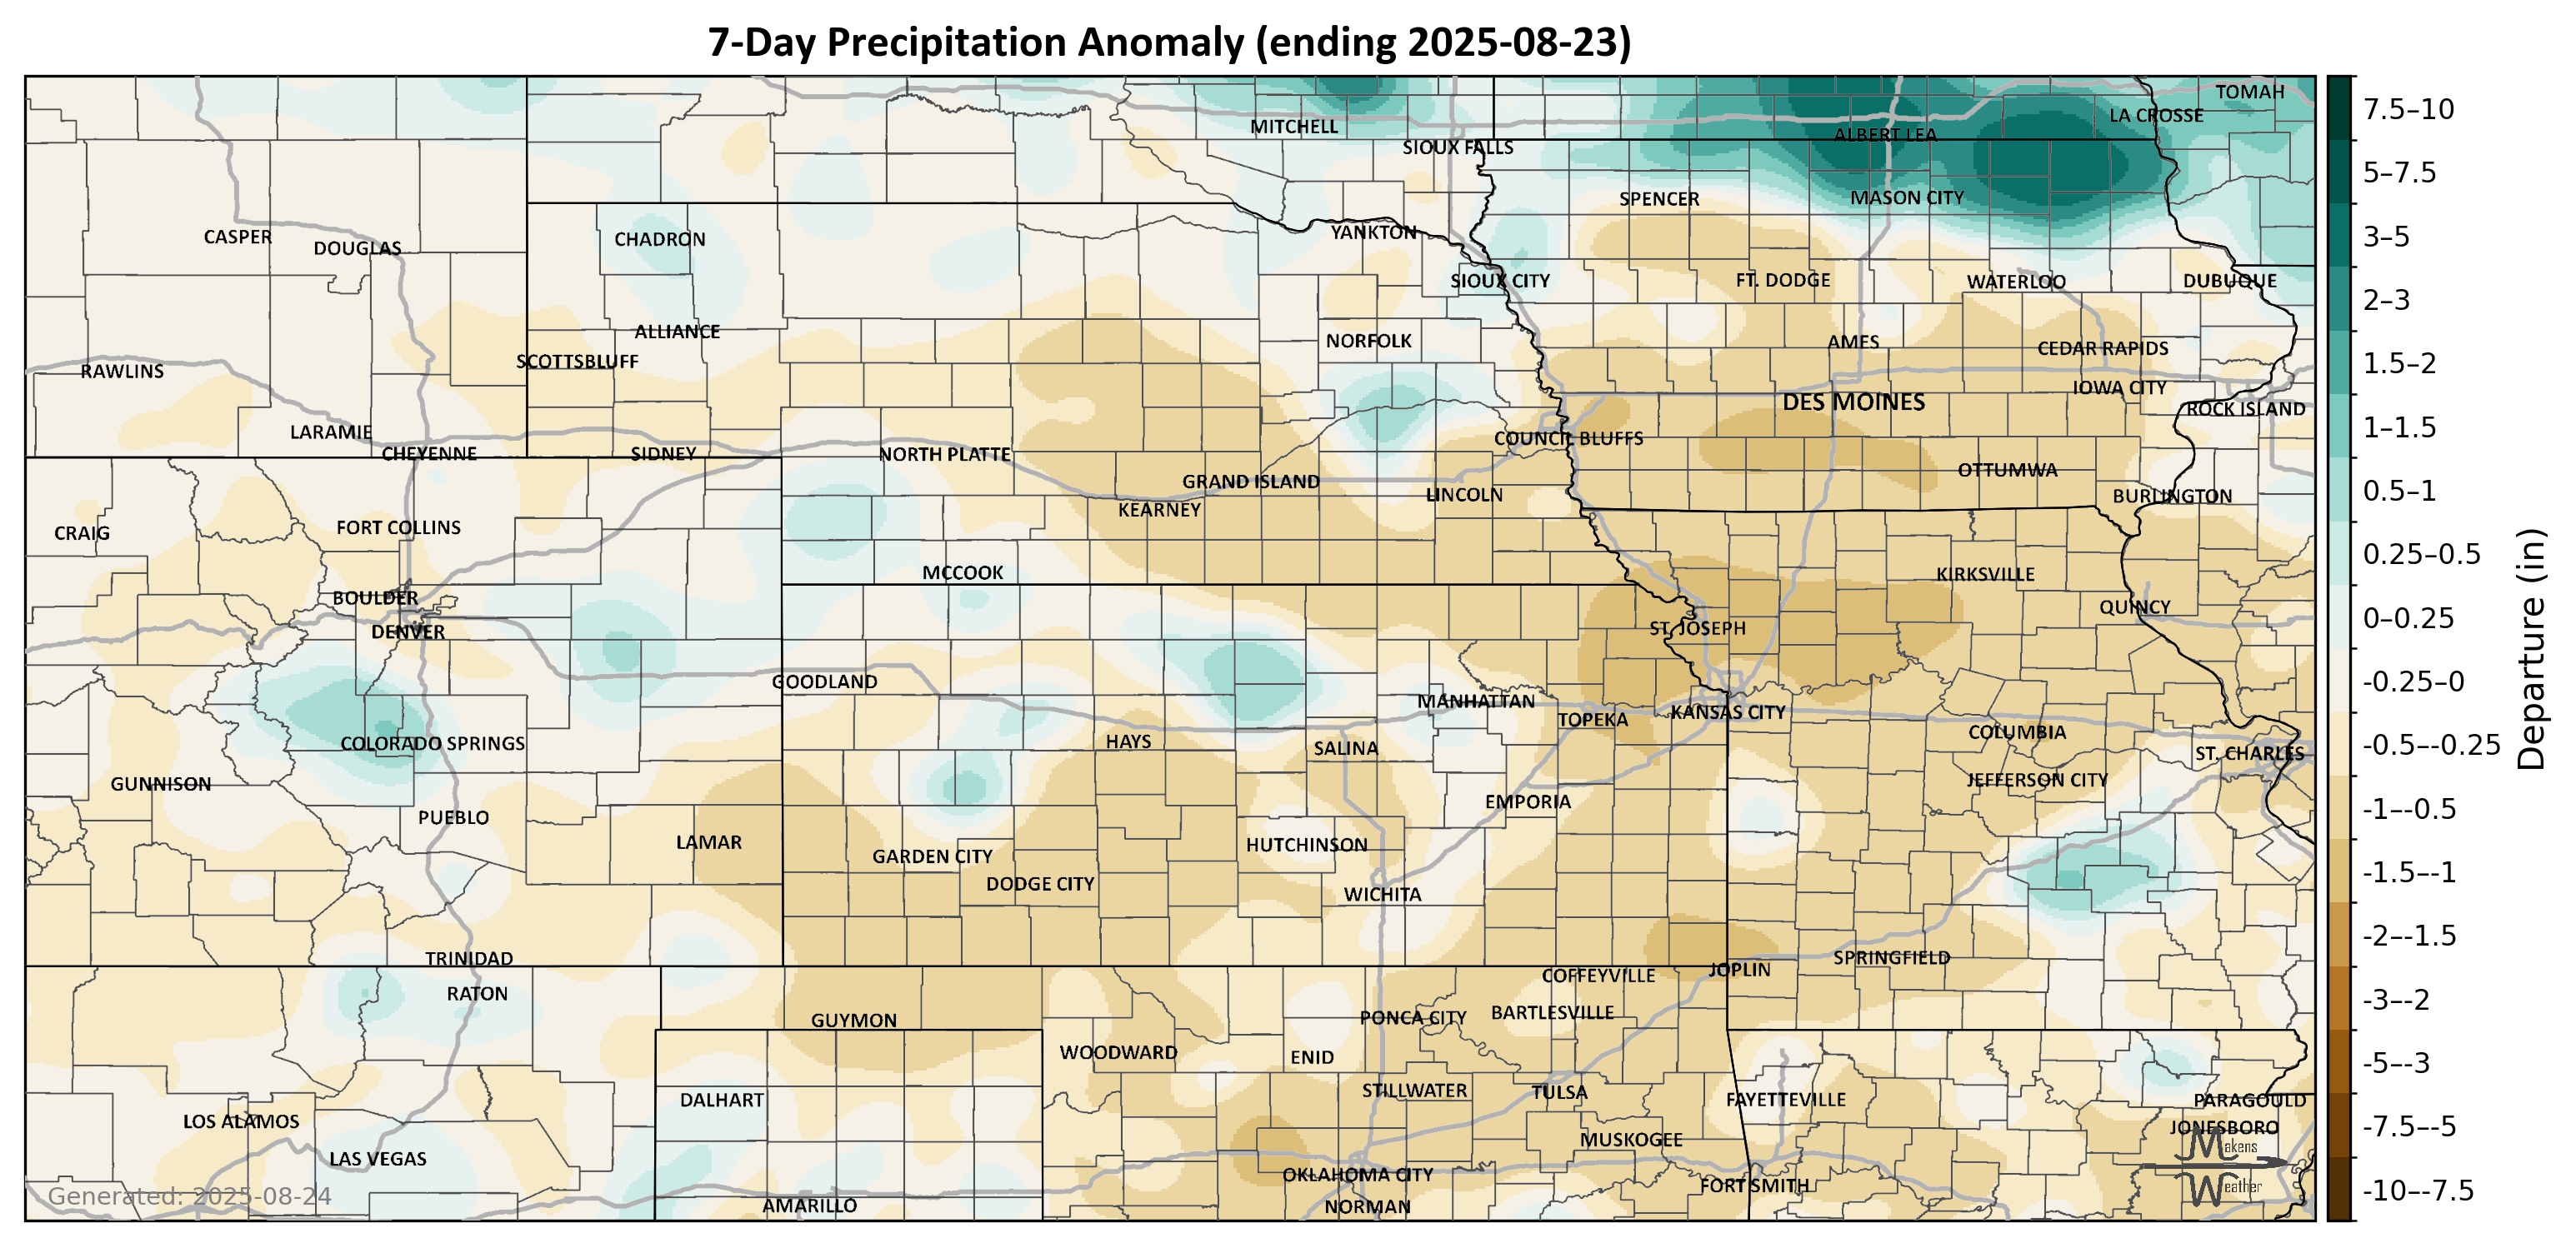 7-Day Precipitation Anomaly (ending 2025-08-23)
TOMAH
LA CROSSE
MITCHELL
ALBERT LEA
SIOUX FALLS
SPENCER
MASON CITY
CASPER
DOUGLAS
CHADRON
YANKTON
SIOUX CITY
FT. DODGE
WATERLOO
DUBUQUE
ALLIANCE
NORFOLK
AMES
CEDAR RAPIDS
SCOTTSBLUFF
RAWLINS
IOWA CITY
DES MOINES
ROCK ISLAND
LARAMIE
COUNCIL BLUFFS
CHEYENNE
SIDNEY
NORTH PLATTE
OTTUMWA
GRAND ISLAND
LINCOLN
BURLINGTON
KEARNEY
CRAIG
FORT COLLINS
MCCOOK
KIRKSVILLE
BOULDER
QUINCY
DENVER
ST. JOSEPH
GOODLAND
MANHATTAN
TOPEKA
KANSAS CITY
COLUMBIA
COLORADO SPRINGS
HAYS
SALINA
ST. CHARLES
GUNNISON
JEFFERSON CITY
EMPORIA
PUEBLO
LAMAR
GARDEN CITY
HUTCHINSON
DODGE CITY
WICHITA
TRINIDAD
SPRINGFIELD
JOPLIN
COFFEYVILLE
RATON
GUYMON
PONCA CITY
BARTLESVILLE
WOODWARD
ENID
STILLWATER
TULSA
DALHART
FAYETTEVILLE
PARAGOULD
LOS ALAMOS
JONESBORO
MUSKOGEE
LAS VEGAS
OKLAHOMA CITY
FORT SMITH
AMARILLO
NORMAN
Generated: 2025-08-24
Makens
Weather
7.5–10
5–7.5
3–5
2–3
1.5–2
1–1.5
0.5–1
0.25–0.5
0–0.25
-0.25–0
-0.5–-0.25
-1–-0.5
-1.5–-1
-2–-1.5
-3–-2
-5–-3
-7.5–-5
-10–-7.5
Departure (in)